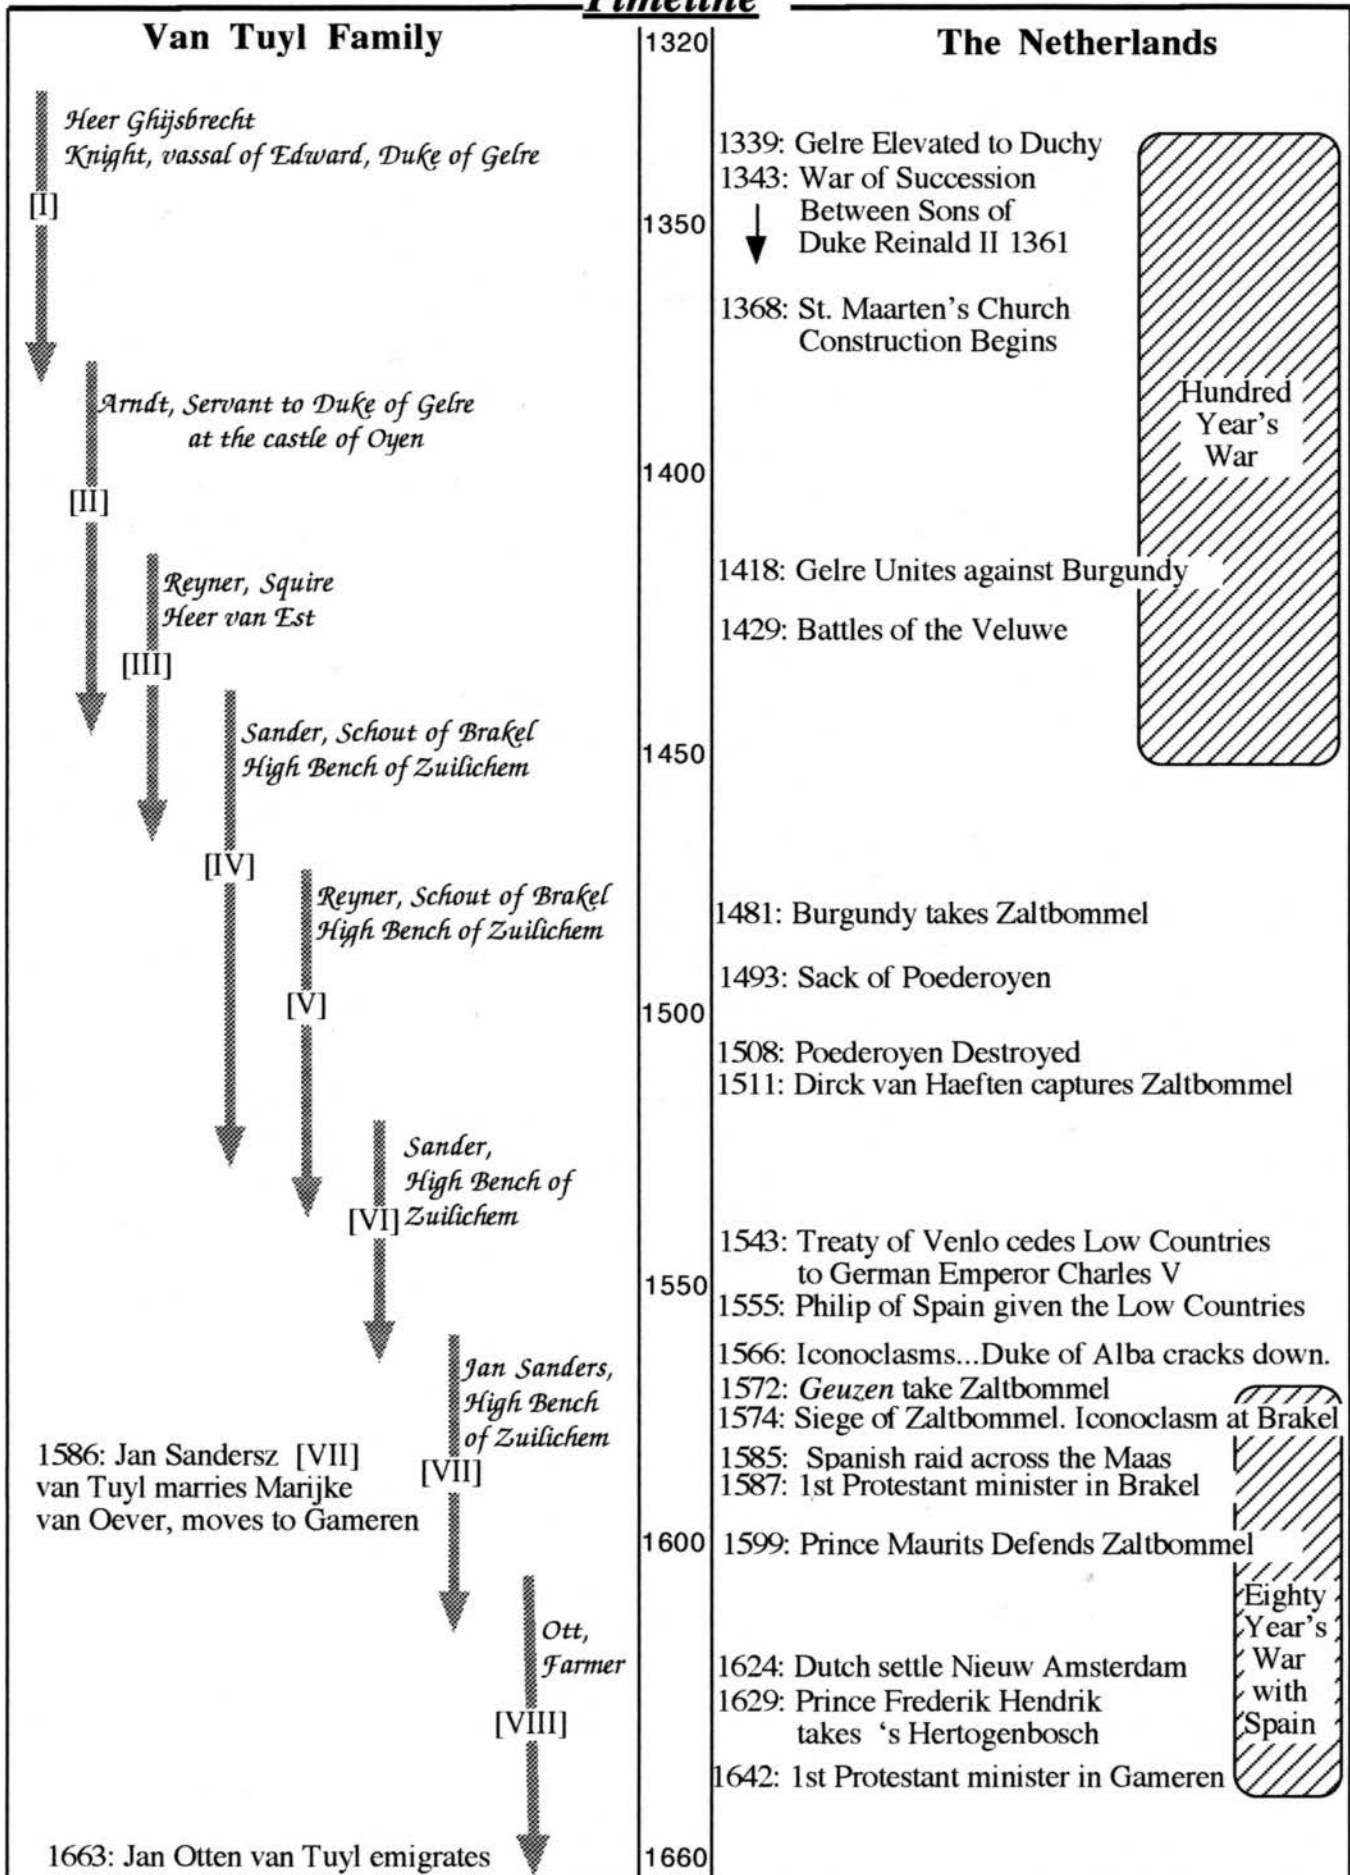 Timeline
Van Tuyl Family
Heer Ghijsbrecht
Knight, vassal of Edward, Duke of Gelre
[I]
Arndt, Servant to Duke of Gelre
at the castle of Oyen
[II]
Reyner, Squire
Heer van Est
[III]
Sander, Schout of Brakel
High Bench of Zuilichem
[IV]
Reyner, Schout of Brakel
High Bench of Zuilichem
[V]
Sander,
High Bench of
Zuilichem
[VI]
Jan Sanders,
High Bench
of Zuilichem
[VII]
1586: Jan Sandersz [VII]
van Tuyl marries Marijke
van Oever, moves to Gameren
Ott,
Farmer
[VIII]
1663: Jan Otten van Tuyl emigrates
1320
1350
1400
1450
1500
1550
1600
1660
The Netherlands
1339: Gelre Elevated to Duchy
1343: War of Succession
Between Sons of
Duke Reinald II 1361
1368: St. Maarten's Church
Construction Begins
Hundred
Year's
War
1418: Gelre Unites against Burgundy
1429: Battles of the Veluwe
1481: Burgundy takes Zaltbommel
1493: Sack of Poederoyen
1508: Poederoyen Destroyed
1511: Dirck van Haeften captures Zaltbommel
1543: Treaty of Venlo cedes Low Countries
to German Emperor Charles V
1555: Philip of Spain given the Low Countries
1566: Iconoclasms...Duke of Alba cracks down.
1572: Geuzen take Zaltbommel
1574: Siege of Zaltbommel. Iconoclasm at Brakel
1585: Spanish raid across the Maas
1587: 1st Protestant minister in Brakel
1599: Prince Maurits Defends Zaltbommel
Eighty
Year's
War
with
Spain
1624: Dutch settle Nieuw Amsterdam
1629: Prince Frederik Hendrik
takes 's Hertogenbosch
1642: 1st Protestant minister in Gameren